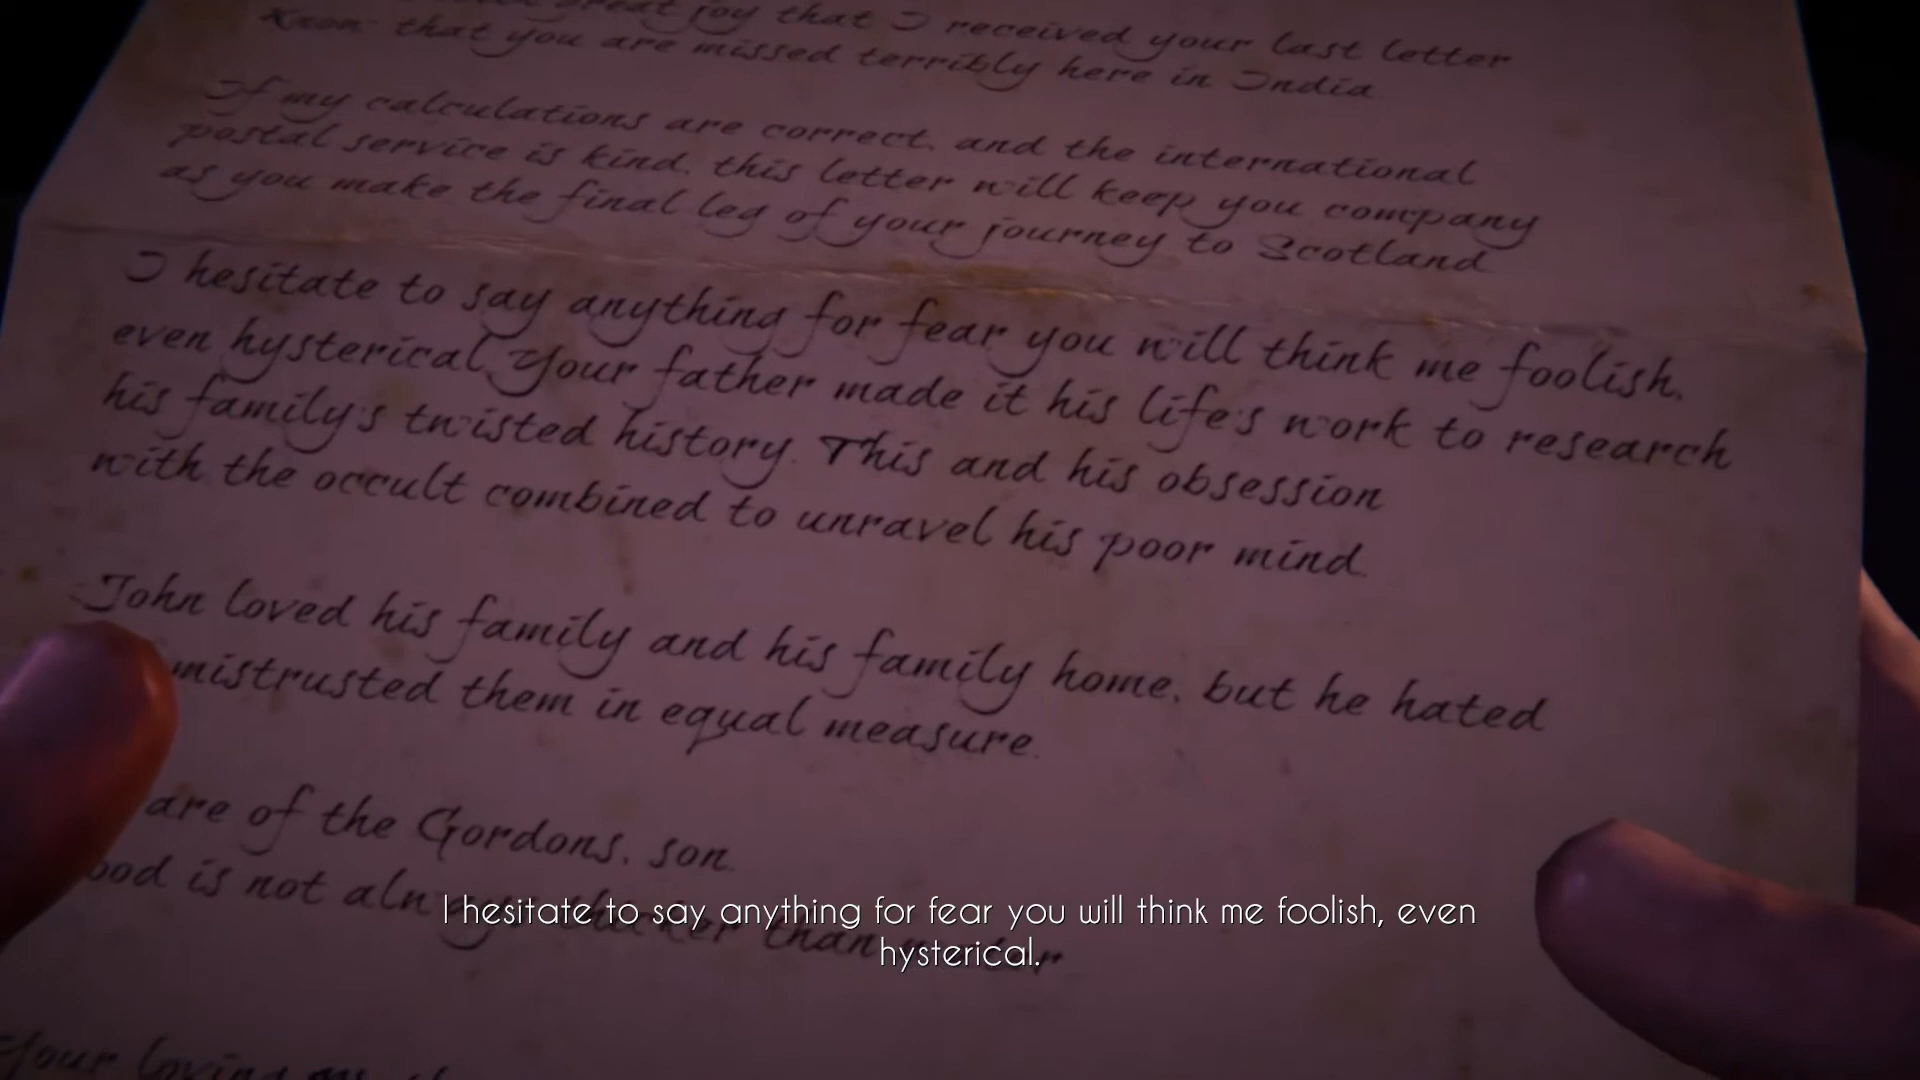 great joy that I received your last letter
Know that you are missed terribly here in India
If my calculations are correct, and the international
postal service is kind, this letter will keep you company
as you make the final leg of your journey to Scotland
I hesitate to say anything for fear you will think me foolish,
even hysterical. Your father made it his life's work to research
his family's twisted history. This and his obsession
with the occult combined to unravel his poor mind.
John loved his family and his family home, but he hated
mistrusted them in equal measure.
are of the Gordons, son.
ood is not always thicker than
Your loving
I hesitate to say anything for fear you will think me foolish, even
hysterical.